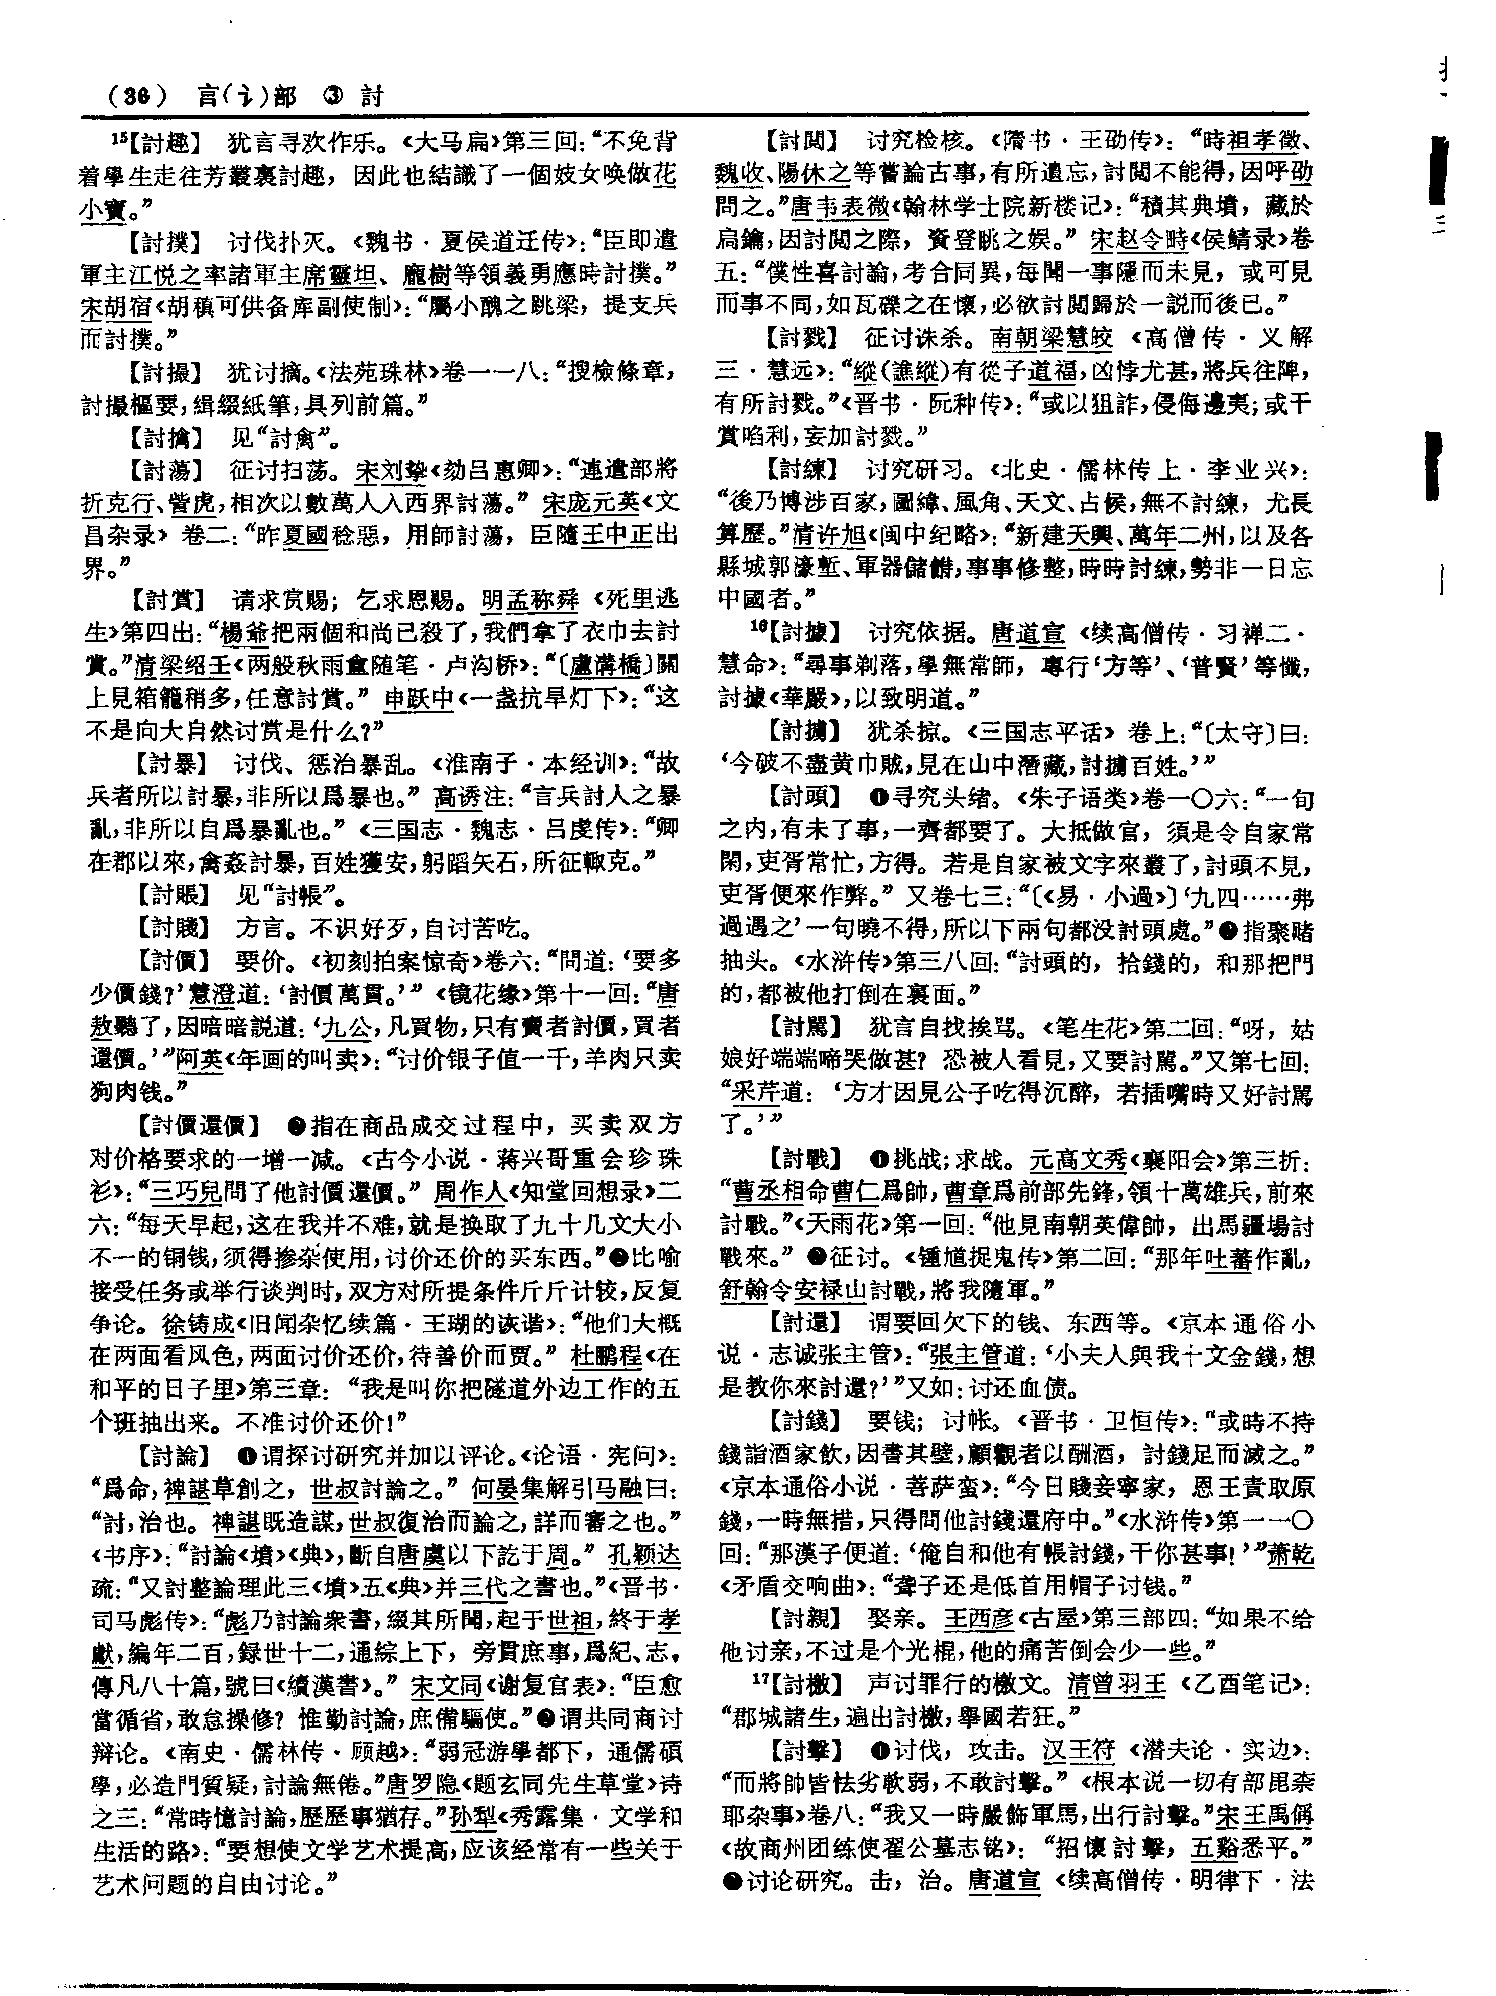 (36) 言(讠)部 ③ 討
¹⁵【討趣】 犹言寻欢作乐。《大马扁》第三回：“不免背
着學生走往芳叢裏討趣，因此也結識了一個妓女唤做花
小寶。”
【討撲】 讨伐扑灭。《魏书·夏侯道迁传》：“臣即遣
軍主江悦之率諸軍主席靈坦、龐樹等領義勇應時討撲。”
宋胡宿《胡稹可供备库副使制》：“屬小醜之跳梁，提支兵
而討撲。”
【討撮】 犹讨摘。《法苑珠林》卷一一八：“搜檢條章，
討撮樞要，緝綴紙筆，具列前篇。”
【討擒】 见“討禽”。
【討蕩】 征讨扫荡。宋刘挚《劾吕惠卿》：“連遣部將
折克行、訾虎，相次以數萬人入西界討蕩。” 宋庞元英《文
昌杂录》卷二：“昨夏國稔惡，用師討蕩，臣隨王中正出
界。”
【討賞】 请求赏赐；乞求恩赐。明孟称舜《死里逃
生》第四出：“楊爺把兩個和尚已殺了，我們拿了衣巾去討
賞。”清梁绍王《两般秋雨盦随笔·卢沟桥》：“〔盧溝橋〕關
上見箱籠稍多，任意討賞。” 申跃中《一盏抗旱灯下》：“这
不是向大自然讨赏是什么？”
【討暴】 讨伐、惩治暴乱。《淮南子·本经训》：“故
兵者所以討暴，非所以爲暴也。” 高诱注：“言兵討人之暴
亂，非所以自爲暴亂也。” 《三国志·魏志·吕虔传》：“卿
在郡以來，禽姦討暴，百姓獲安，躬蹈矢石，所征輒克。”
【討賬】 见“討帳”。
【討賤】 方言。不识好歹，自讨苦吃。
【討價】 要价。《初刻拍案惊奇》卷六：“問道：‘要多
少價錢？’慧澄道：‘討價萬貫。’” 《镜花缘》第十一回：“唐
敖聽了，因暗暗説道：‘九公，凡買物，只有賣者討價，買者
還價。’”阿英《年画的叫卖》：“讨价银子值一千，羊肉只卖
狗肉钱。”
【討價還價】 ❶指在商品成交过程中，买卖双方
对价格要求的一增一减。《古今小说·蒋兴哥重会珍珠
衫》：“三巧兒問了他討價還價。” 周作人《知堂回想录》二
六：“每天早起，这在我并不难，就是换取了九十几文大小
不一的铜钱，须得掺杂使用，讨价还价的买东西。”❷比喻
接受任务或举行谈判时，双方对所提条件斤斤计较，反复
争论。徐铸成《旧闻杂忆续篇·王瑚的诙谐》：“他们大概
在两面看风色，两面讨价还价，待善价而贾。” 杜鹏程《在
和平的日子里》第三章：“我是叫你把隧道外边工作的五
个班抽出来。不准讨价还价！”
【討論】 ❶谓探讨研究并加以评论。《论语·宪问》：
“爲命，裨諶草創之，世叔討論之。” 何晏集解引马融曰：
“討，治也。裨諶既造謀，世叔復治而論之，詳而審之也。”
《书序》：“討論《墳》《典》，斷自唐虞以下訖于周。” 孔颖达
疏：“又討整論理此三《墳》五《典》并三代之書也。”《晋书·
司马彪传》：“彪乃討論衆書，綴其所聞，起于世祖，終于孝
獻，編年二百，録世十二，通綜上下，旁貫庶事，爲紀、志、
傳凡八十篇，號曰《續漢書》。” 宋文同《谢复官表》：“臣愈
當循省，敢怠操修？惟勤討論，庶備驅使。”❷谓共同商讨
辩论。《南史·儒林传·顾越》：“弱冠游學都下，通儒碩
學，必造門質疑，討論無倦。”唐罗隐《题玄同先生草堂》诗
之三：“常時憶討論，歷歷事猶存。”孙犁《秀露集·文学和
生活的路》：“要想使文学艺术提高，应该经常有一些关于
艺术问题的自由讨论。”
【討閲】 讨究检核。《隋书·王劭传》：“時祖孝徵、
魏收、陽休之等嘗論古事，有所遺忘，討閲不能得，因呼劭
問之。”唐韦表微《翰林学士院新楼记》：“積其典墳，藏於
扃鑰，因討閲之際，資登眺之娱。” 宋赵令畤《侯鲭录》卷
五：“僕性喜討論，考合同異，每聞一事隱而未見，或可見
而事不同，如瓦礫之在懷，必欲討閲歸於一説而後已。”
【討戮】 征讨诛杀。南朝梁慧皎《高僧传·义解
三·慧远》：“縱（譙縱）有從子道福，凶悖尤甚，將兵往陴，
有所討戮。”《晋书·阮种传》：“或以狙詐，侵侮邊夷；或干
賞啗利，妄加討戮。”
【討練】 讨究研习。《北史·儒林传上·李业兴》：
“後乃博涉百家，圖緯、風角、天文、占候，無不討練，尤長
算歷。”清许旭《闽中纪略》：“新建天興、萬年二州，以及各
縣城郭濠塹、軍器儲偫，事事修整，時時討練，勢非一日忘
中國者。”
¹⁶【討據】 讨究依据。唐道宣《续高僧传·习禅二·
慧命》：“尋事剃落，學無常師，專行‘方等’、‘普賢’等懺，
討據《華嚴》，以致明道。”
【討擄】 犹杀掠。《三国志平话》卷上：“〔太守〕曰：
‘今破不盡黄巾賊，見在山中潛藏，討擄百姓。’”
【討頭】 ❶寻究头绪。《朱子语类》卷一〇六：“一旬
之内，有未了事，一齊都要了。大抵做官，須是令自家常
閑，吏胥常忙，方得。若是自家被文字來叢了，討頭不見，
吏胥便來作弊。” 又卷七三：“〔《易·小過》〕‘九四……弗
過遇之’一句曉不得，所以下兩句都没討頭處。”❷指聚赌
抽头。《水浒传》第三八回：“討頭的，拾錢的，和那把門
的，都被他打倒在裏面。”
【討駡】 犹言自找挨骂。《笔生花》第二回：“呀，姑
娘好端端啼哭做甚？恐被人看見，又要討駡。”又第七回：
“采芹道：‘方才因見公子吃得沉醉，若插嘴時又好討駡
了。’”
【討戰】 ❶挑战；求战。元高文秀《襄阳会》第三折：
“曹丞相命曹仁爲帥，曹章爲前部先鋒，領十萬雄兵，前來
討戰。”《天雨花》第一回：“他見南朝英偉帥，出馬疆場討
戰來。” ❷征讨。《锺馗捉鬼传》第二回：“那年吐蕃作亂，
舒翰令安禄山討戰，將我隨軍。”
【討還】 谓要回欠下的钱、东西等。《京本通俗小
说·志诚张主管》：“張主管道：‘小夫人與我十文金錢，想
是教你來討還？’”又如：讨还血债。
【討錢】 要钱；讨帐。《晋书·卫恒传》：“或時不持
錢詣酒家飲，因書其壁，顧觀者以酬酒，討錢足而滅之。”
《京本通俗小说·菩萨蛮》：“今日賤妾寧家，恩王責取原
錢，一時無措，只得問他討錢還府中。”《水浒传》第一一〇
回：“那漢子便道：‘俺自和他有帳討錢，干你甚事！’”萧乾
《矛盾交响曲》：“聋子还是低首用帽子讨钱。”
【討親】 娶亲。王西彦《古屋》第三部四：“如果不给
他讨亲，不过是个光棍，他的痛苦倒会少一些。”
¹⁷【討檄】 声讨罪行的檄文。清曾羽王《乙酉笔记》：
“郡城諸生，遍出討檄，舉國若狂。”
【討擊】 ❶讨伐，攻击。汉王符《潜夫论·实边》：
“而將帥皆怯劣軟弱，不敢討擊。” 《根本说一切有部毘奈
耶杂事》卷八：“我又一時嚴飾軍馬，出行討擊。”宋王禹偁
《故商州团练使翟公墓志铭》：“招懷討擊，五谿悉平。”
❷讨论研究。击，治。唐道宣《续高僧传·明律下·法